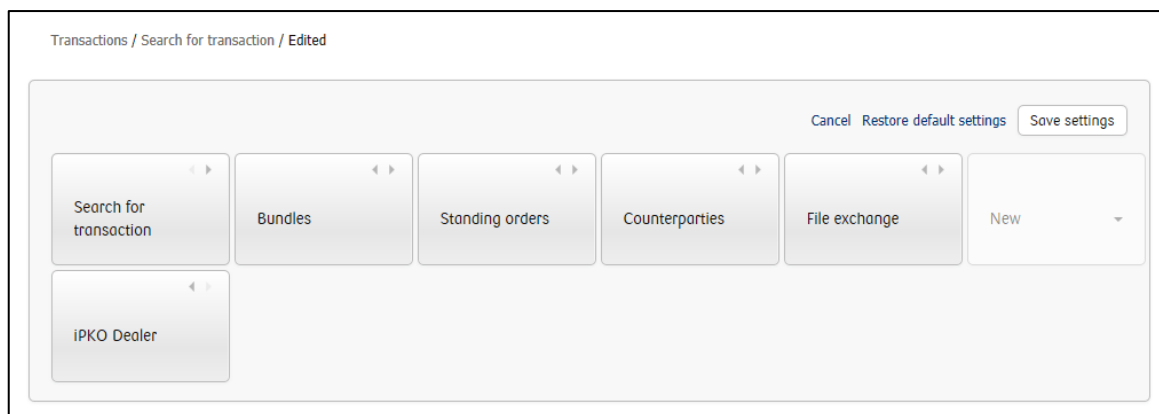 Transactions / Search for transaction / Edited
Cancel Restore default settings Save settings
Search for
transaction
Bundles
Standing orders
Counterparties
File exchange
New
iPKO Dealer